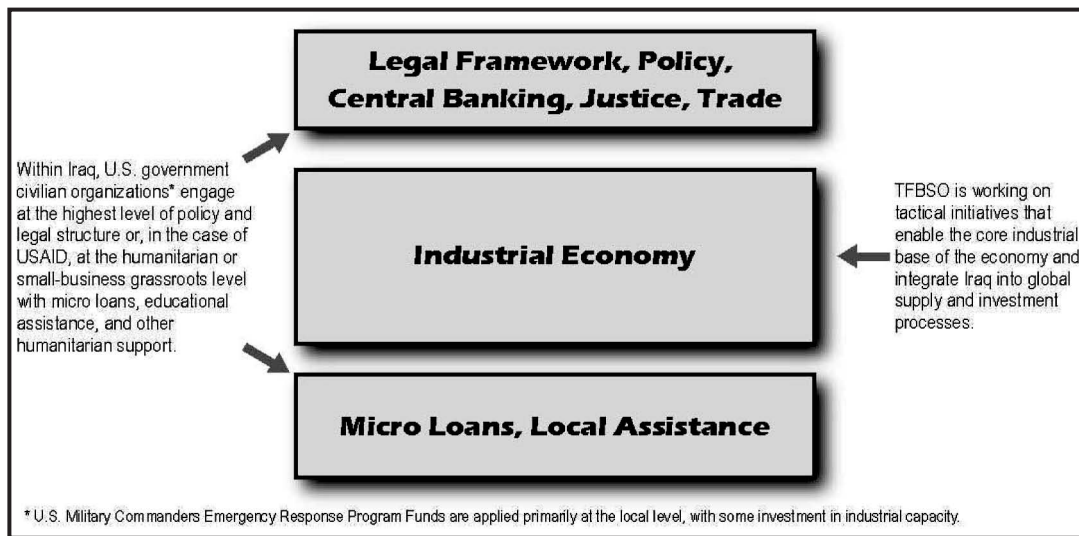 Legal Framework, Policy,
Central Banking, Justice, Trade
Within Iraq, U.S. government
civilian organizations* engage
at the highest level of policy and
legal structure or, in the case of
USAID, at the humanitarian or
small-business grassroots level
with micro loans, educational
assistance, and other
humanitarian support.
Industrial Economy
TFBSO is working on
tactical initiatives that
enable the core industrial
base of the economy and
integrate Iraq into global
supply and investment
processes.
Micro Loans, Local Assistance
* U.S. Military Commanders Emergency Response Program Funds are applied primarily at the local level, with some investment in industrial capacity.